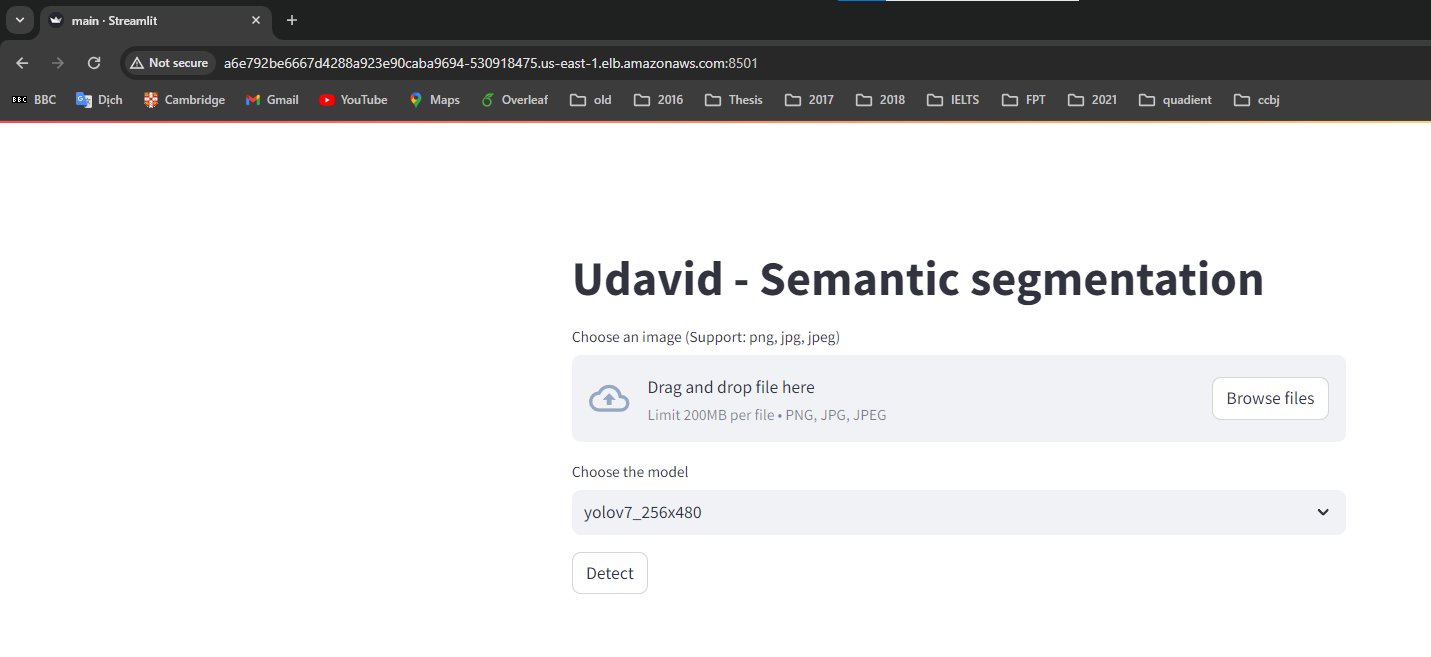 main · Streamlit
Not secure a6e792be6667d4288a923e90caba9694-530918475.us-east-1.elb.amazonaws.com:8501
BBC BBC Dịch Cambridge Gmail YouTube Maps Overleaf old 2016 Thesis 2017 2018 IELTS FPT 2021 quadient ccbj
Udavid - Semantic segmentation
Choose an image (Support: png, jpg, jpeg)
Drag and drop file here
Limit 200MB per file • PNG, JPG, JPEG
Browse files
Choose the model
yolov7_256x480
Detect